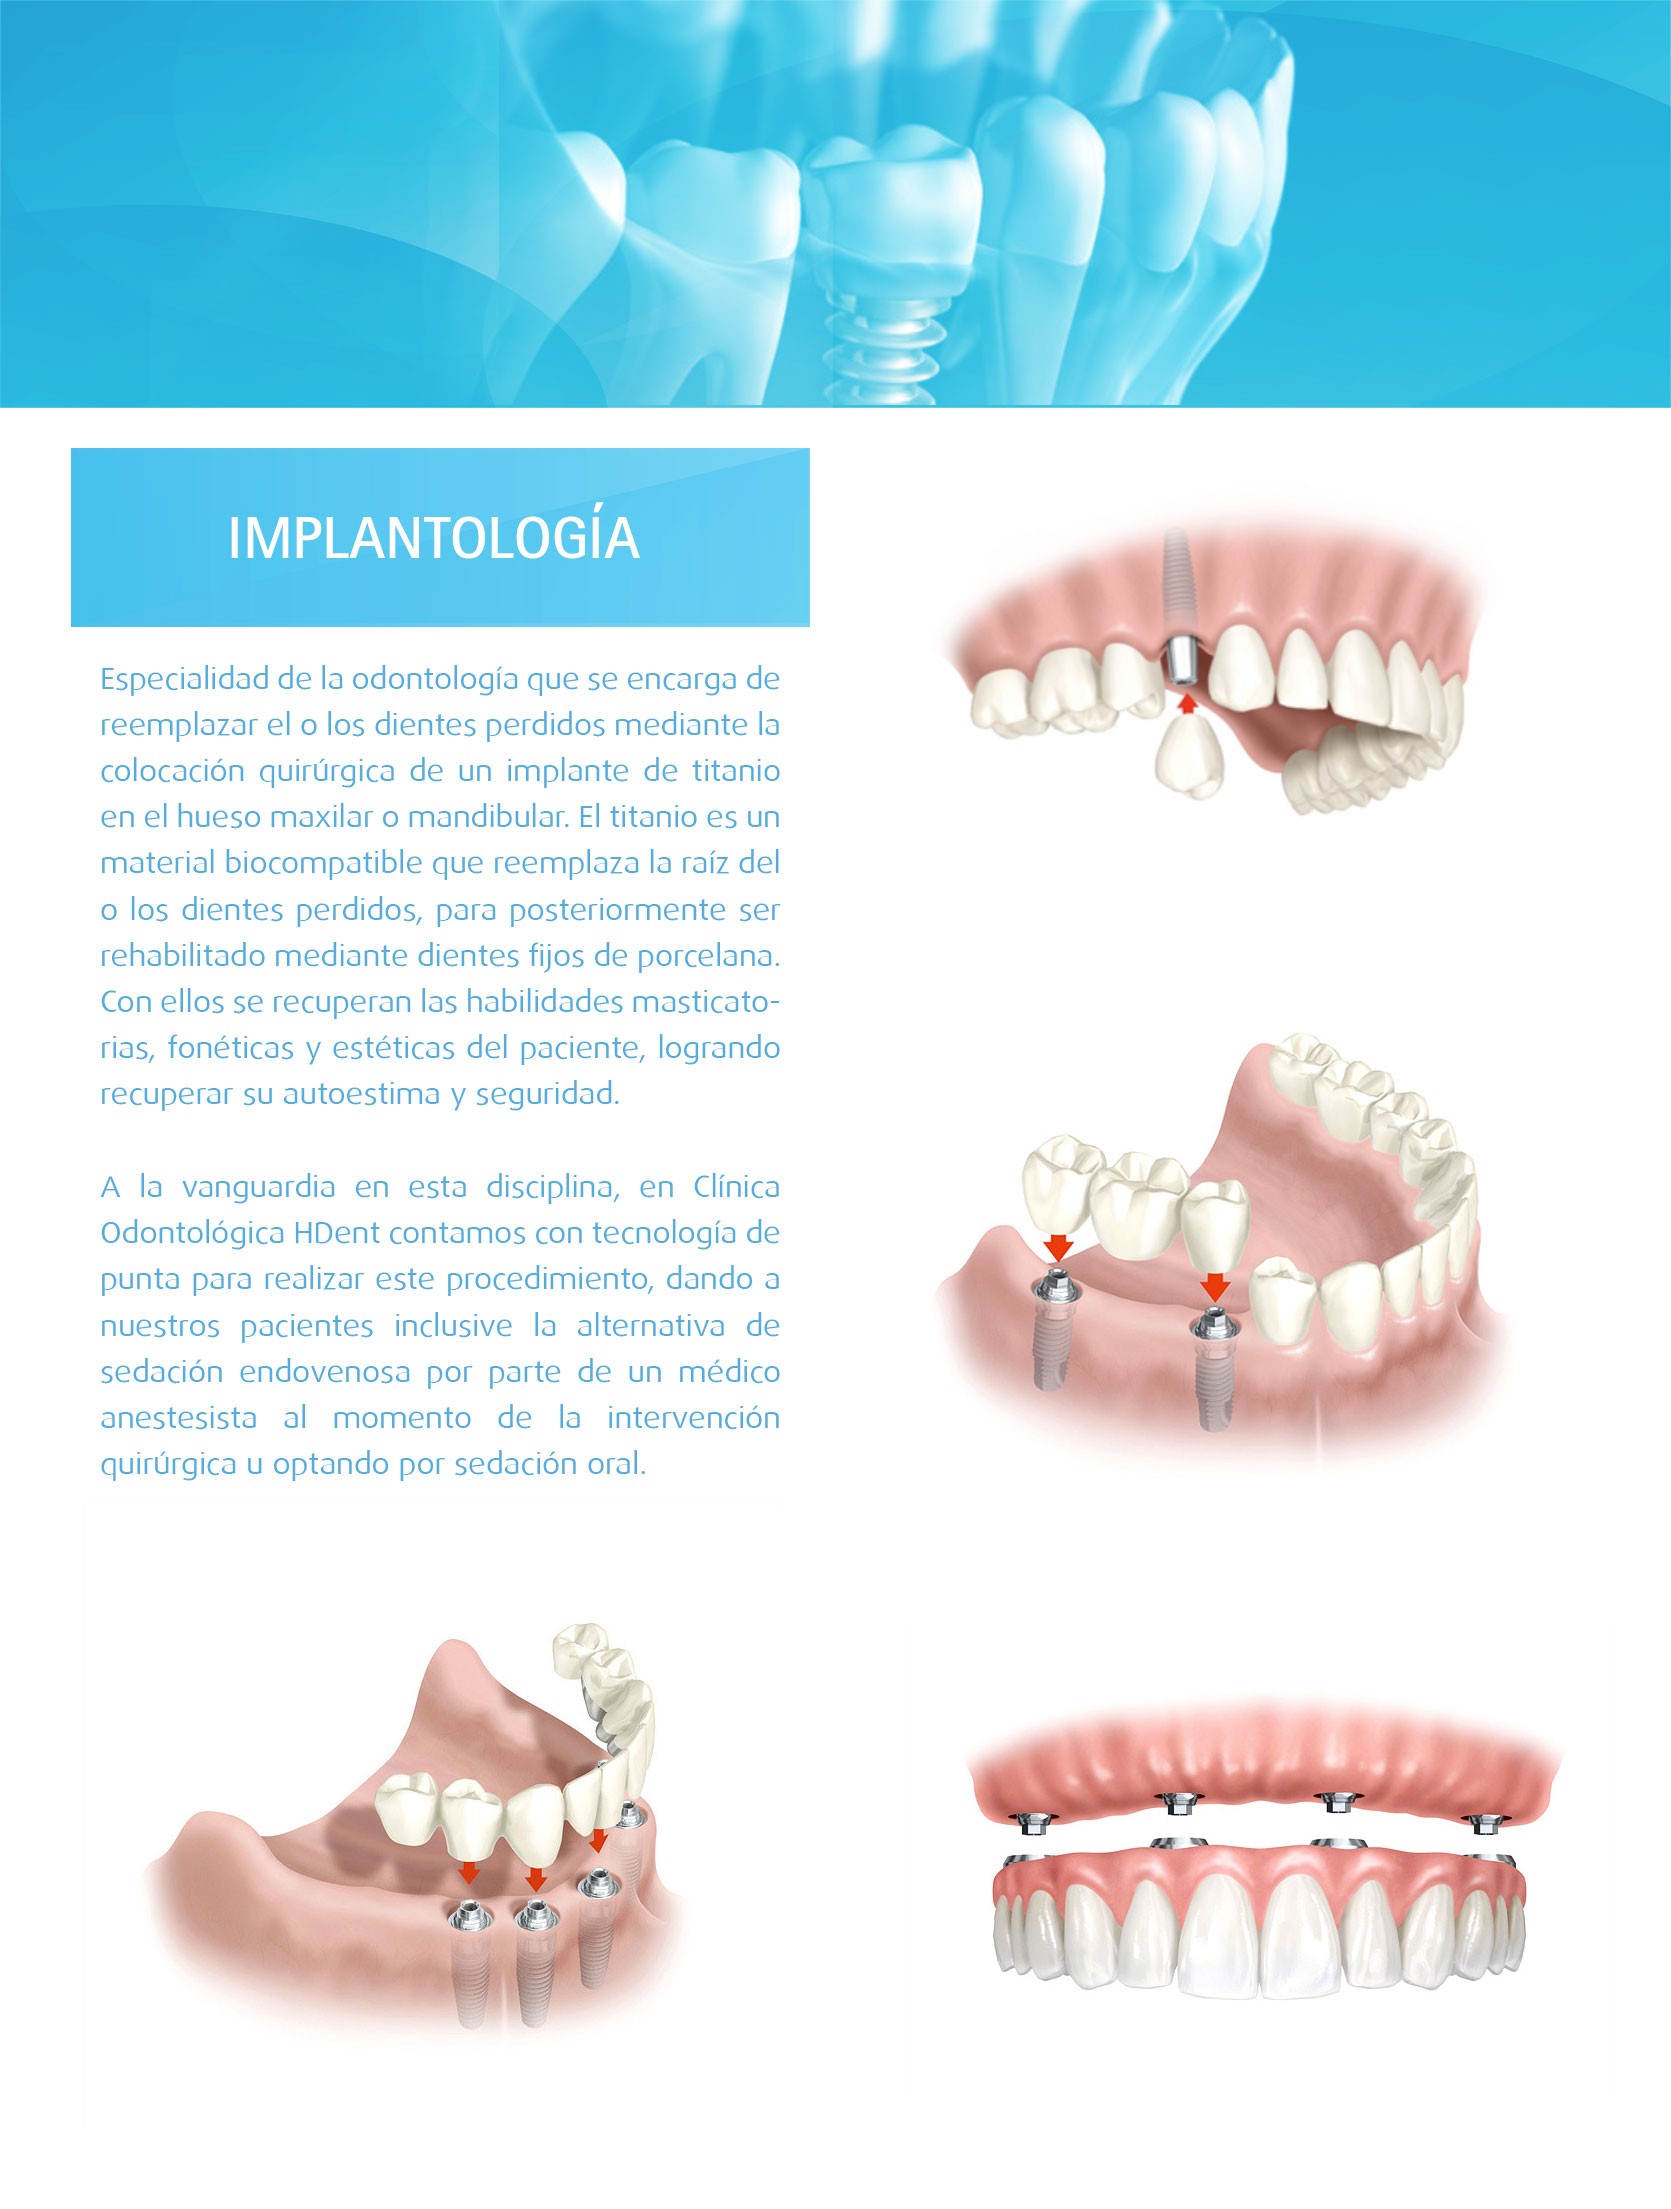 IMPLANTOLOGÍA
Especialidad de la odontología que se encarga de
reemplazar el o los dientes perdidos mediante la
colocación quirúrgica de un implante de titanio
en el hueso maxilar o mandibular. El titanio es un
material biocompatible que reemplaza la raíz del
o los dientes perdidos, para posteriormente ser
rehabilitado mediante dientes fijos de porcelana.
Con ellos se recuperan las habilidades masticato-
rias, fonéticas y estéticas del paciente, logrando
recuperar su autoestima y seguridad.
A la vanguardia en esta disciplina, en Clínica
Odontológica HDent contamos con tecnología de
punta para realizar este procedimiento, dando a
nuestros pacientes inclusive la alternativa de
sedación endovenosa por parte de un médico
anestesista al momento de la intervención
quirúrgica u optando por sedación oral.